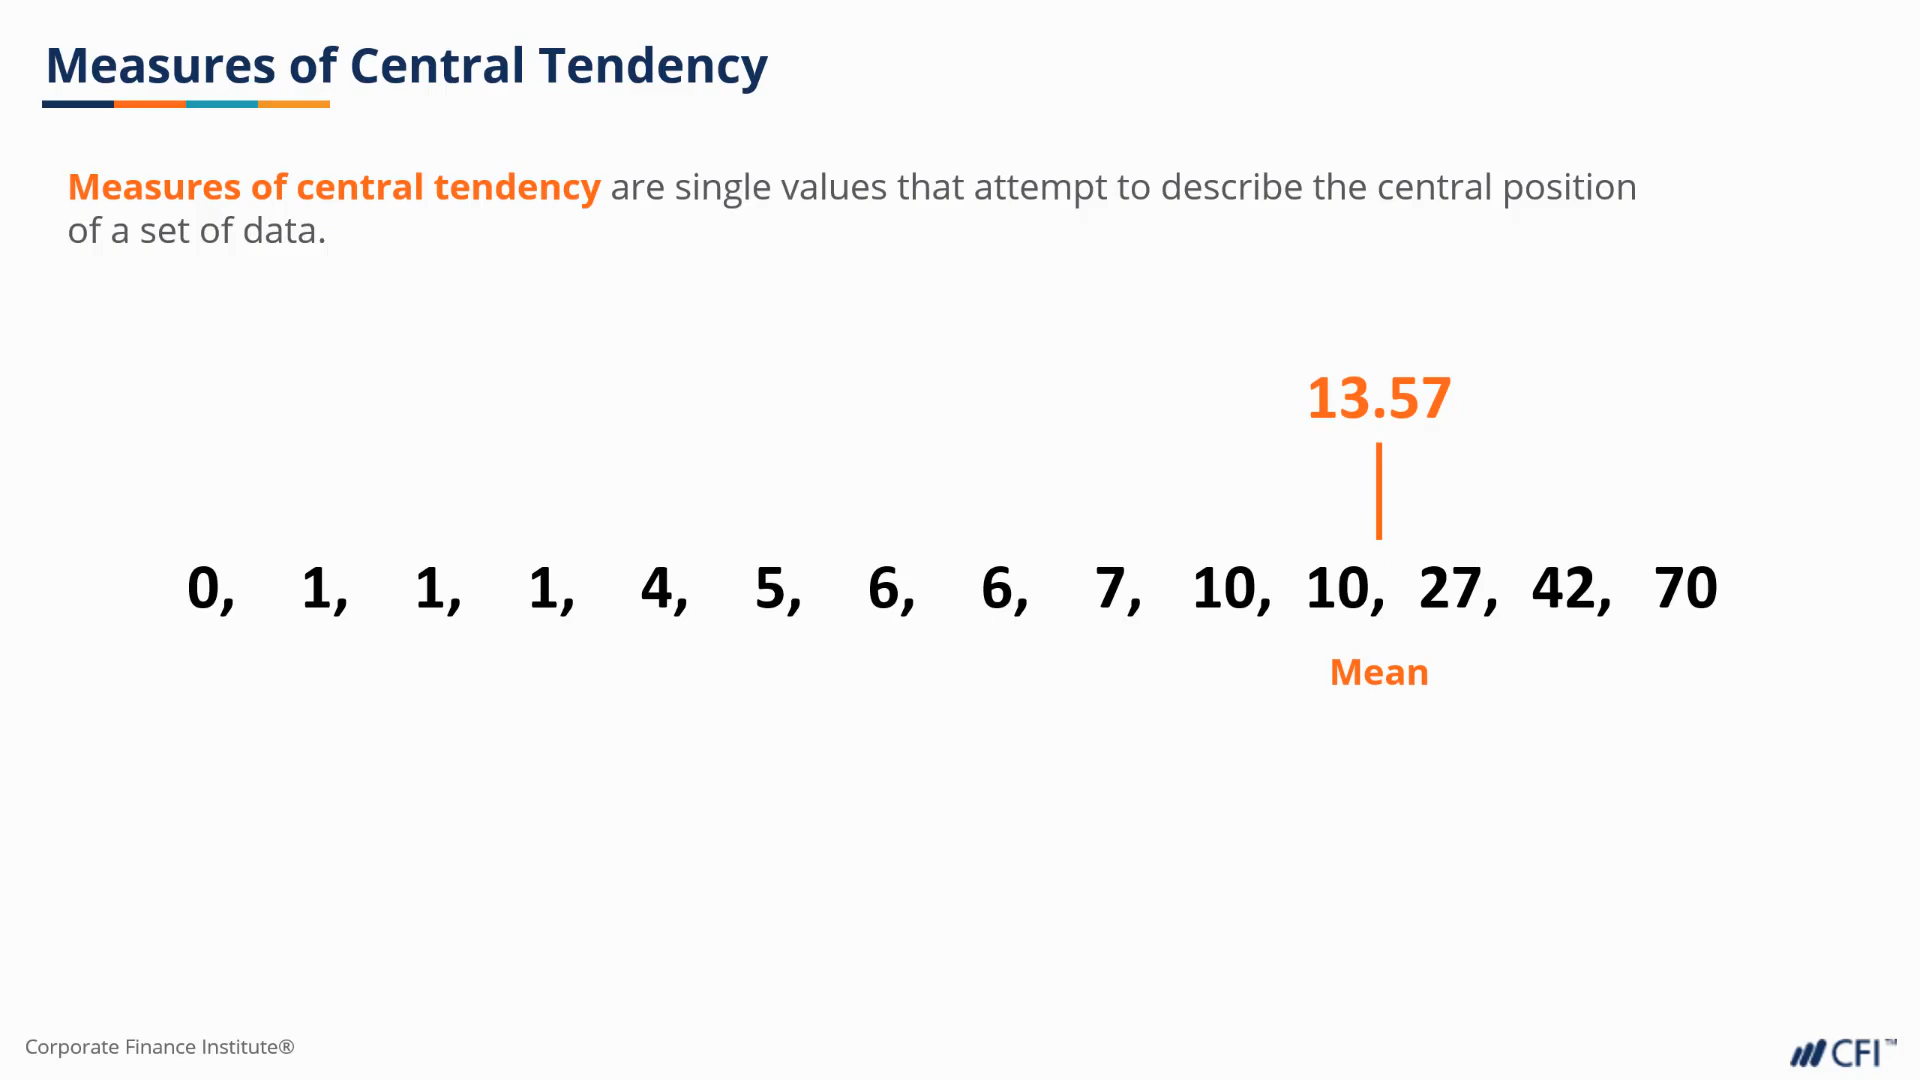 Measures of Central Tendency
Measures of central tendency are single values that attempt to describe the central position
of a set of data.
13.57
0, 1, 1, 1, 4, 5, 6, 6, 7, 10, 10, 27, 42, 70
Mean
Corporate Finance Institute®
CFI™